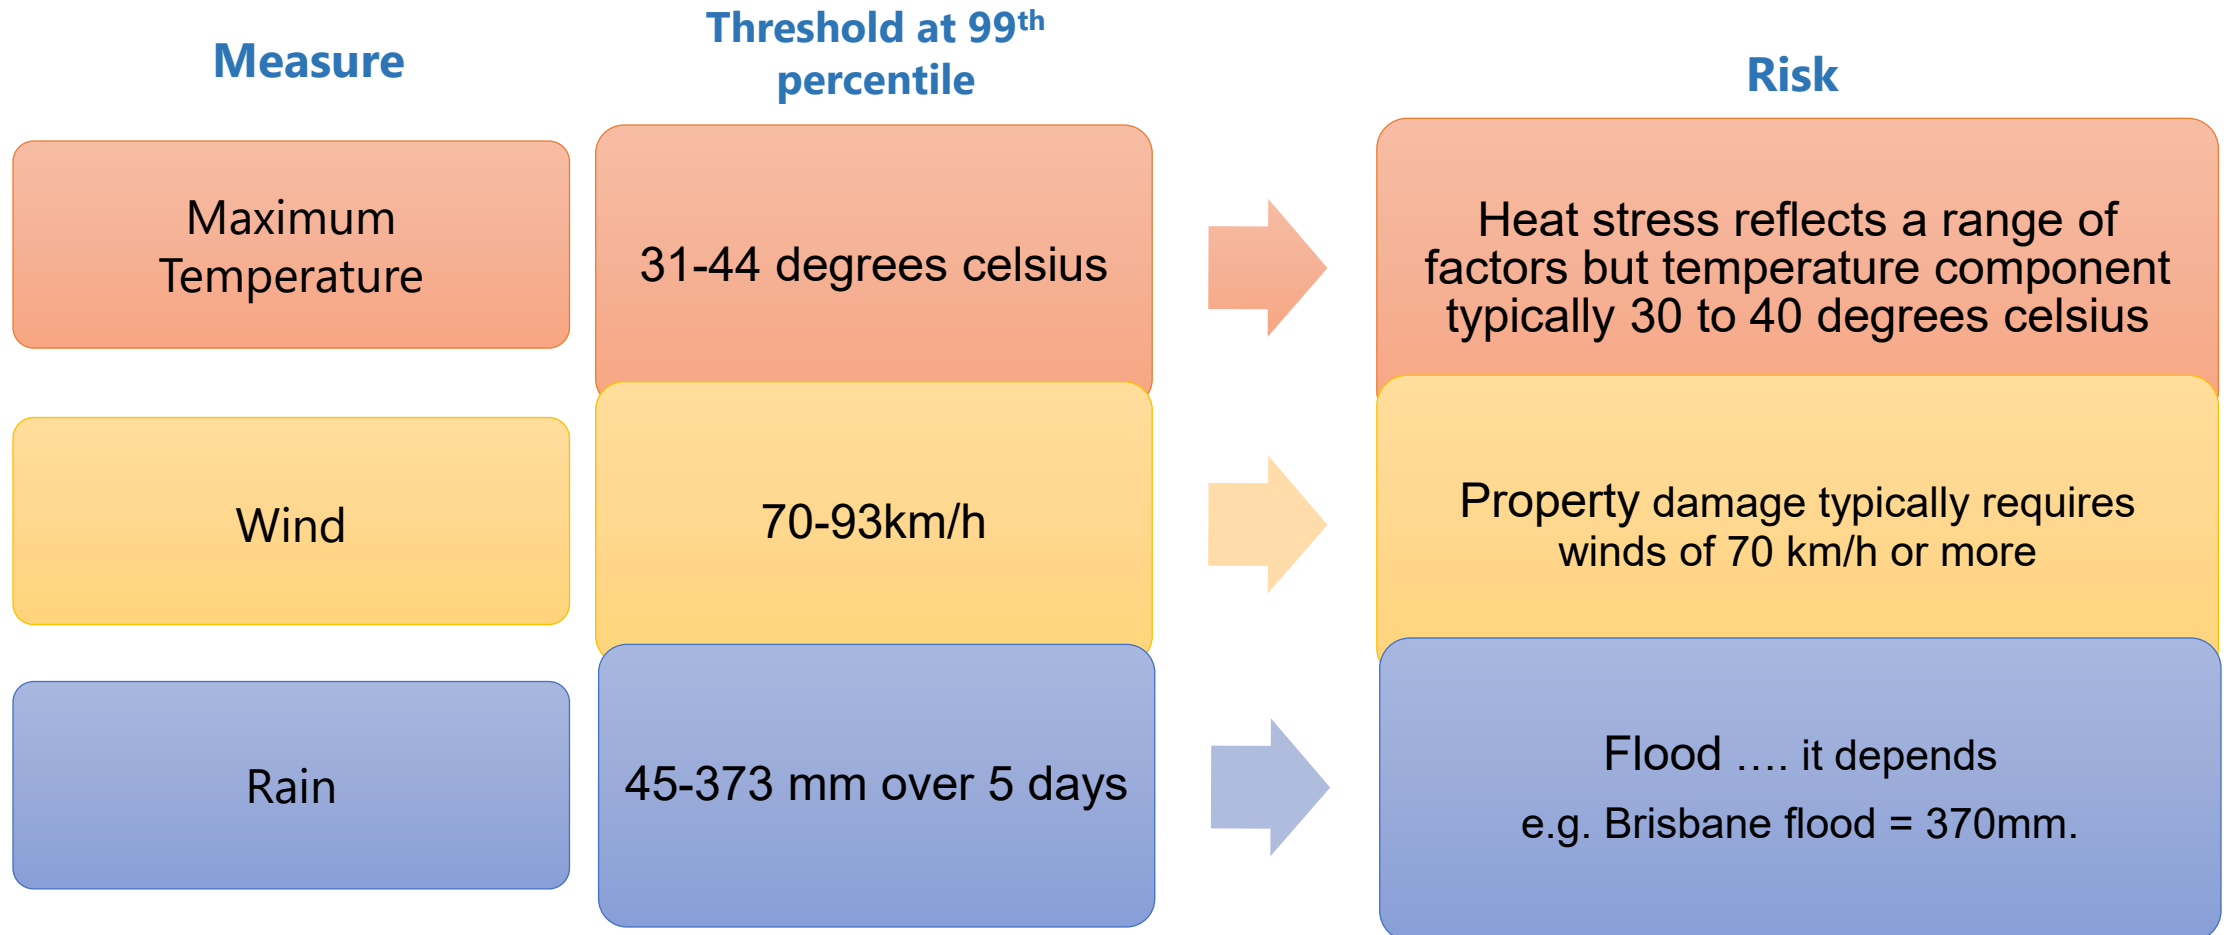 Measure
Threshold at 99th
percentile
Risk
Maximum
Temperature
31-44 degrees celsius
Heat stress reflects a range of
factors but temperature component
typically 30 to 40 degrees celsius
Wind
70-93km/h
Property damage typically requires
winds of 70 km/h or more
Rain
45-373 mm over 5 days
Flood …. it depends
e.g. Brisbane flood = 370mm.